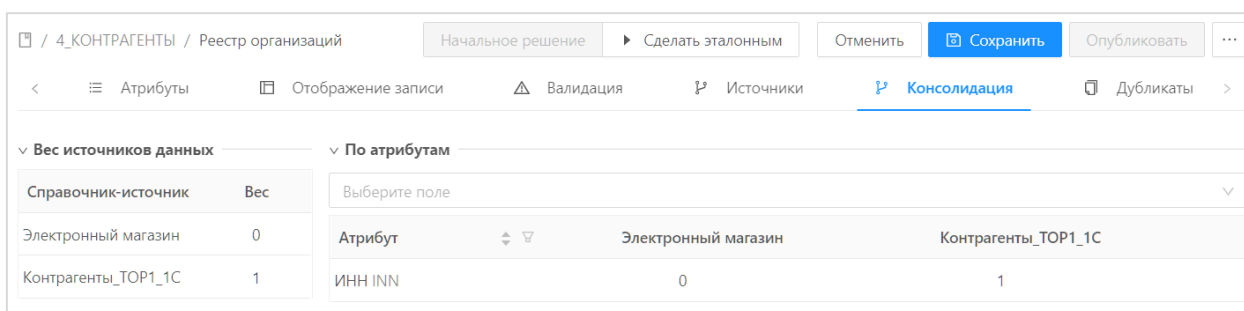 / 4_КОНТРАГЕНТЫ / Реестр организаций Начальное решение Сделать эталонным Отменить Сохранить Опубликовать ...
< Атрибуты Отображение записи Валидация Источники Консолидация Дубликаты >
Вес источников данных По атрибутам
Справочник-источник Вес Выберите поле
Электронный магазин 0 Атрибут Электронный магазин Контрагенты_TOP1_1C
Контрагенты_TOP1_1C 1 ИНН INN 0 1